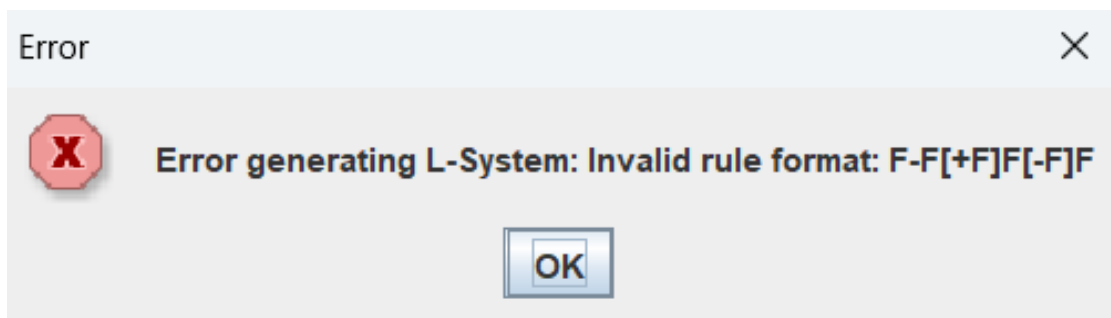 Error
Error generating L-System: Invalid rule format: F-F[+F]F[-F]F
OK